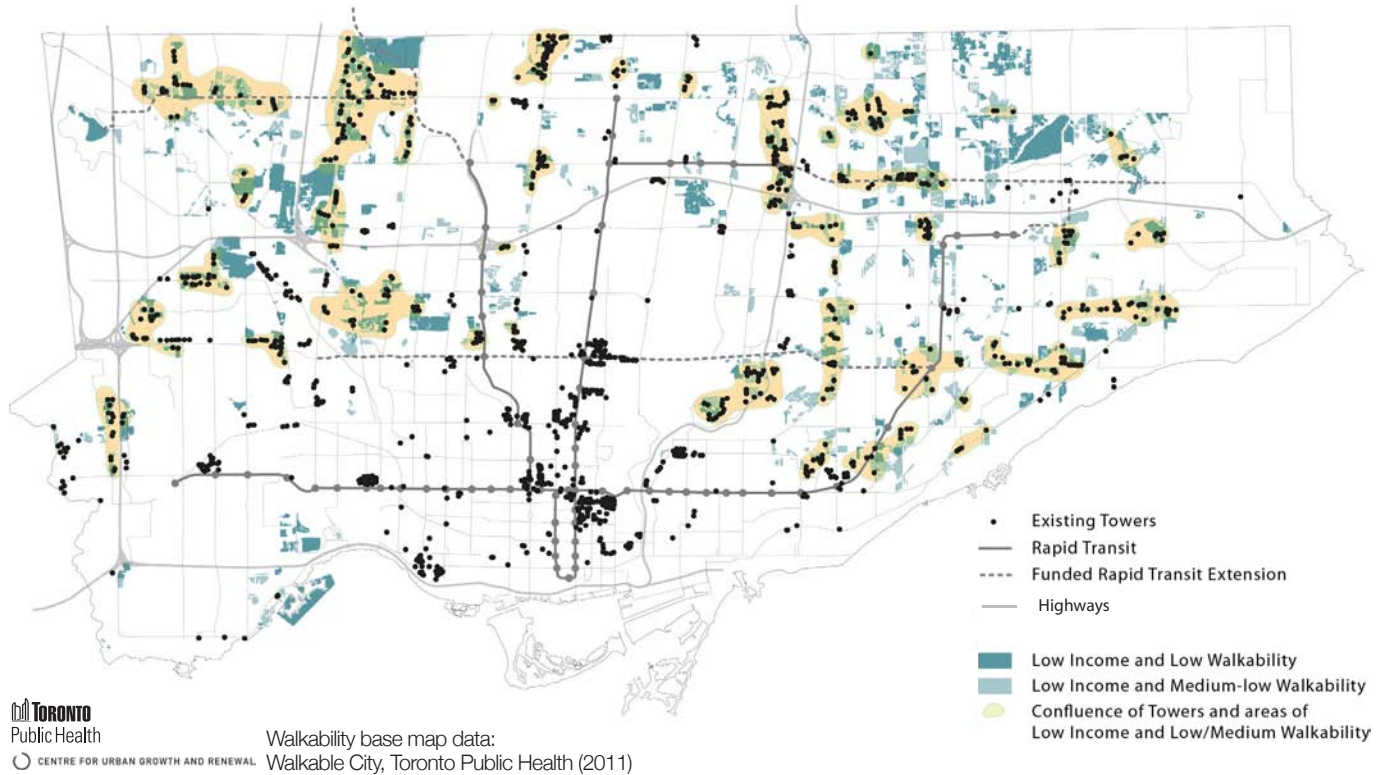 Existing Towers
Rapid Transit
Funded Rapid Transit Extension
Highways
Low Income and Low Walkability
Low Income and Medium-low Walkability
Confluence of Towers and areas of
Low Income and Low/Medium Walkability
TORONTO
Public Health
CENTRE FOR URBAN GROWTH AND RENEWAL
Walkability base map data:
Walkable City, Toronto Public Health (2011)